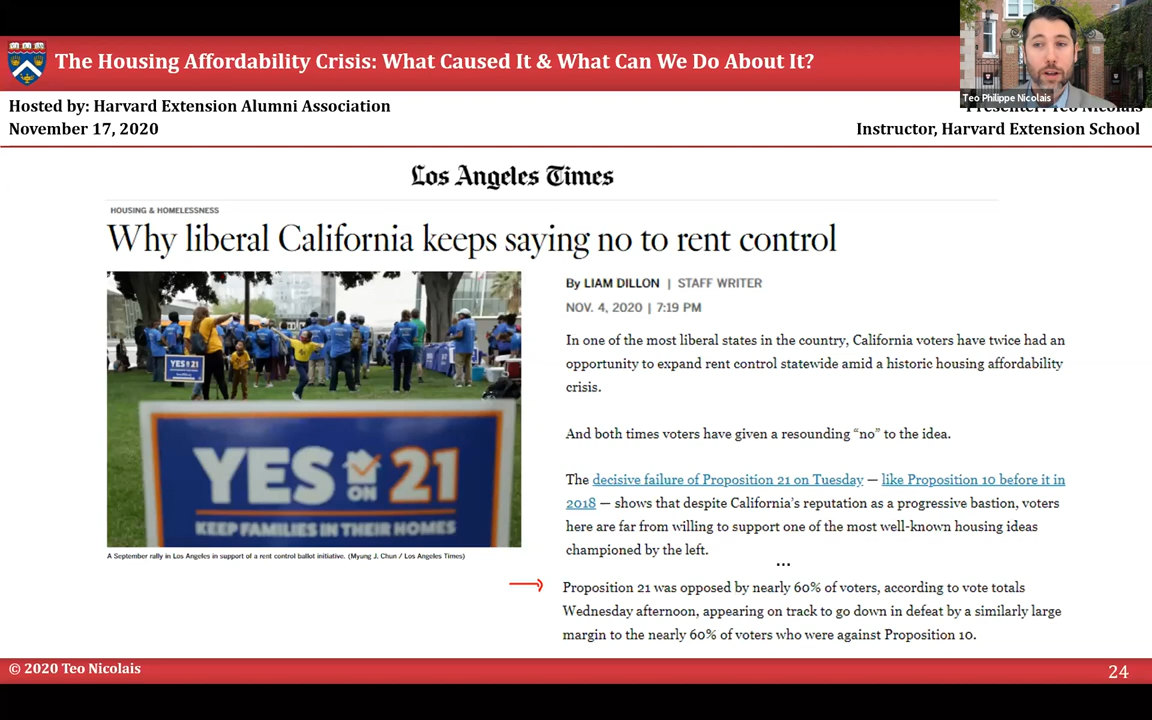 The Housing Affordability Crisis: What Caused It & What Can We Do About It?
Teo Philippe Nicolais
Hosted by: Harvard Extension Alumni Association
Presenter: Teo Nicolais
November 17, 2020
Instructor, Harvard Extension School
Los Angeles Times
HOUSING & HOMELESSNESS
Why liberal California keeps saying no to rent control
By LIAM DILLON | STAFF WRITER
NOV. 4, 2020 | 7:19 PM
In one of the most liberal states in the country, California voters have twice had an
opportunity to expand rent control statewide amid a historic housing affordability
crisis.
And both times voters have given a resounding “no” to the idea.
The decisive failure of Proposition 21 on Tuesday — like Proposition 10 before it in
2018 — shows that despite California’s reputation as a progressive bastion, voters
here are far from willing to support one of the most well-known housing ideas
championed by the left.
...
YES ON 21
YES ON 21
KEEP FAMILIES IN THEIR HOMES
A September rally in Los Angeles in support of a rent control ballot initiative. (Myung J. Chun / Los Angeles Times)
Proposition 21 was opposed by nearly 60% of voters, according to vote totals
Wednesday afternoon, appearing on track to go down in defeat by a similarly large
margin to the nearly 60% of voters who were against Proposition 10.
© 2020 Teo Nicolais
24